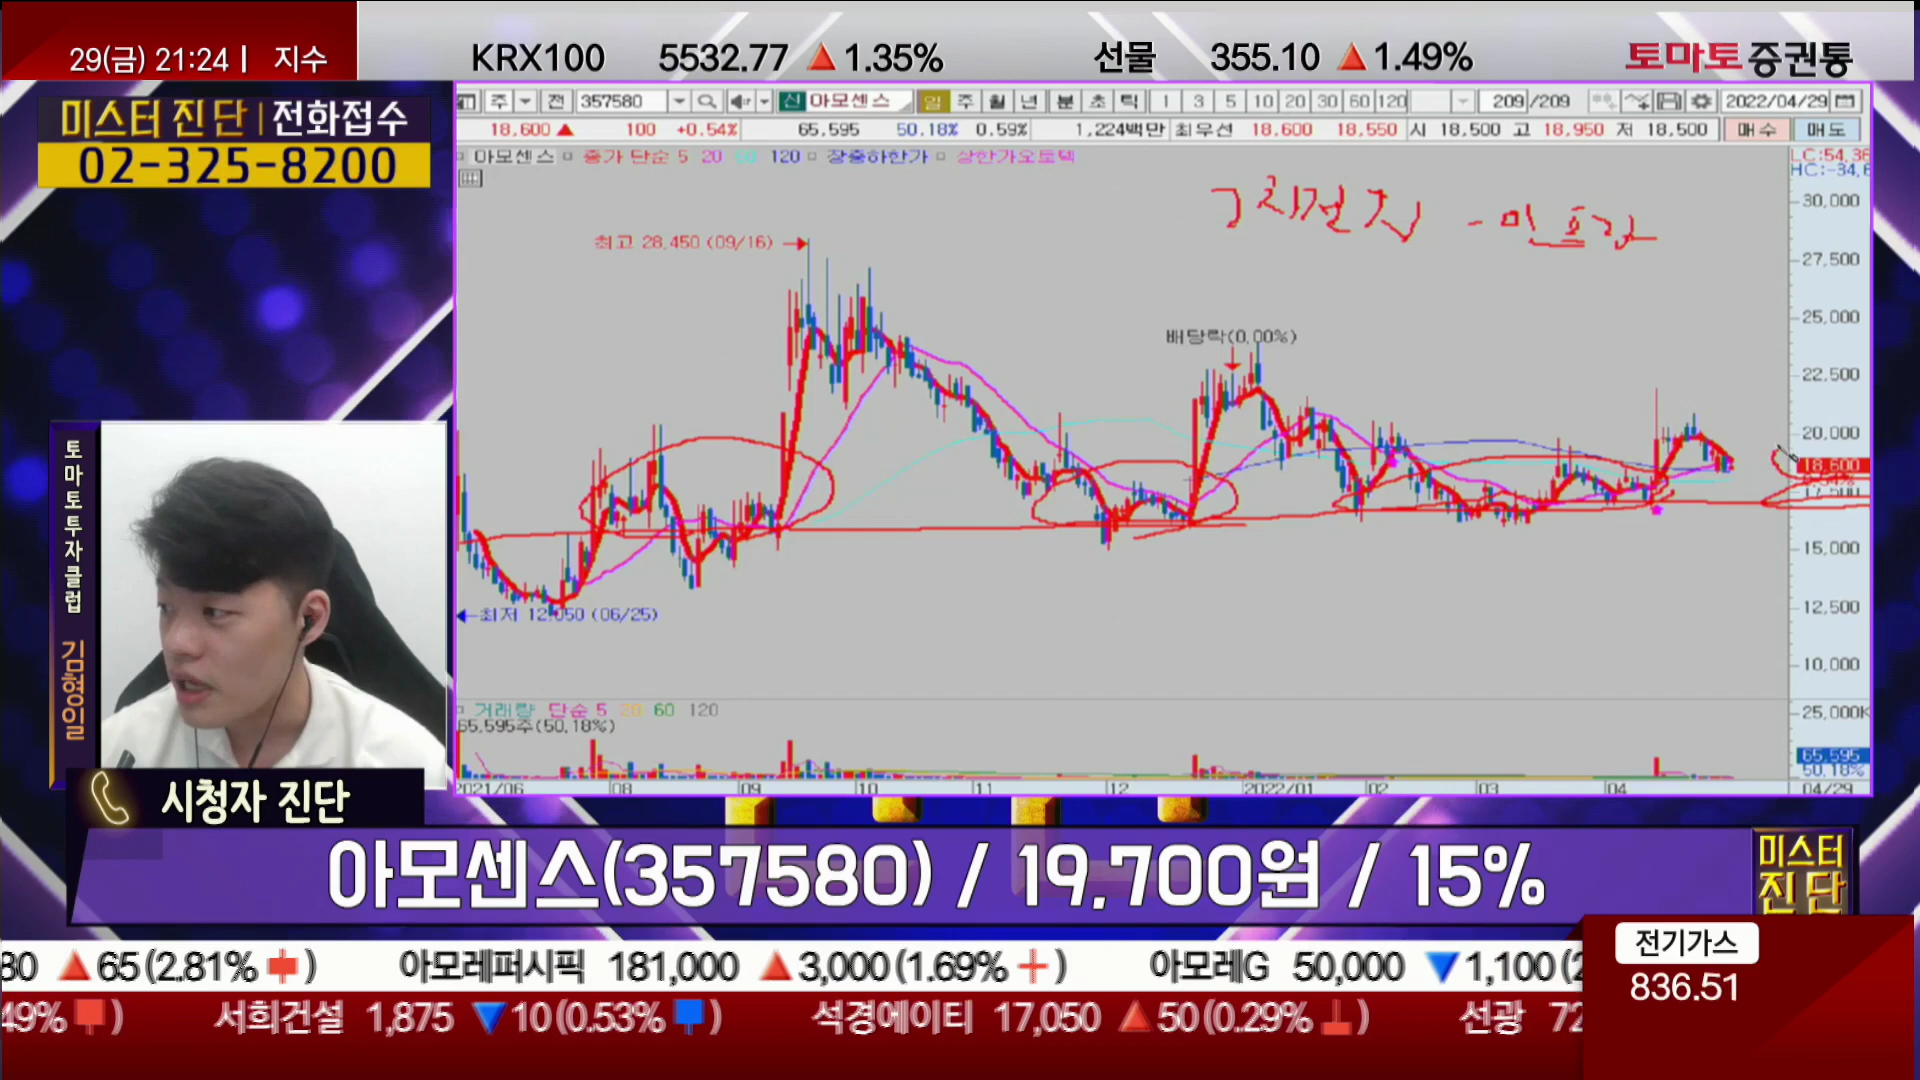 29(금) 21:24 | 지수
KRX100 5532.77 ▲1.35% 선물 355.10 ▲1.49%
토마토증권통
미스터진단 | 전화접수
02-325-8200
주 전 357580 신 아모센스 일 주 월 년 분 초 틱 1 3 5 10 20 30 60 120 209 /209 2022/04/29
18,600 ▲ 100 +0.54% 65,595 50.18% 0.59% 1,224백만 최우선 18,600 18,550 시 18,500 고 18,950 저 18,500 매수 매도
아모센스 종가 단순 5 20 60 120 장중하한가 상한가오토텍
30,000
27,500
25,000
22,500
20,000
18,600
17,500
15,000
12,500
10,000
최고 28,450 (09/16)
배당락(0.00%)
최저 12,050 (06/25)
거래량 단순 5 20 60 120
65,595주(50.18%)
25,000K
65,595
50.18%
2021/06 08 09 10 11 12 2022/01 02 03 04 04/29
토마토투자클럽 김형일
시청자 진단
아모센스(357580) / 19,700원 / 15%
미스터
진단
80 ▲65(2.81% ) 아모레퍼시픽 181,000 ▲3,000(1.69% ) 아모레G 50,000 ▼1,100(2
49% ) 서희건설 1,875 ▼10(0.53% ) 석경에이티 17,050 ▲50(0.29% ) 선광 72
전기가스
836.51